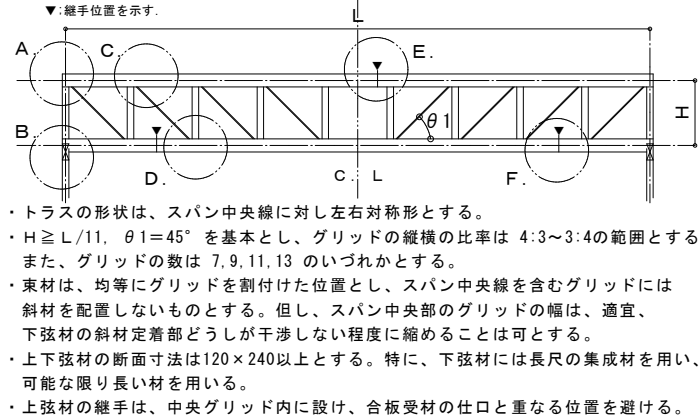 ▼;継手位置を示す.
L
A.
C.
E.
θ1
H
B.
D.
C. L
F.
・トラスの形状は、スパン中央線に対し左右対称形とする。
・H≧L/11, θ1=45° を基本とし、グリッドの縦横の比率は 4:3～3:4の範囲とする
また、グリッドの数は 7,9,11,13 のいづれかとする。
・束材は、均等にグリッドを割付けた位置とし、スパン中央線を含むグリッドには
斜材を配置しないものとする。但し、スパン中央部のグリッドの幅は、適宜、
下弦材の斜材定着部どうしが干渉しない程度に縮めることは可とする。
・上下弦材の断面寸法は120×240以上とする。特に、下弦材には長尺の集成材を用い、
可能な限り長い材を用いる。
・上弦材の継手は、中央グリッド内に設け、合板受材の仕口と重なる位置を避ける。